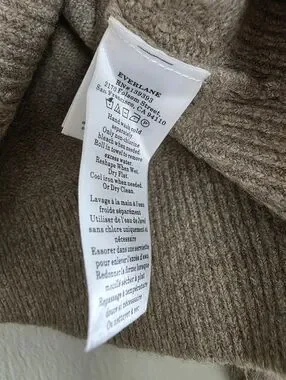 EVERLANE
RN# 139393
2170 Folsom Street,
San Francisco, CA 94110
Hand wash cold
separately.
Only non-chlorine
bleach when needed.
Roll in towel to remove
excess water.
Reshape When Wet.
Dry Flat.
Cool iron when needed.
Or Dry Clean.
Lavage à la main à l'eau
froide séparément
Utiliser de l'eau de Javel
sans chlore uniquement si
nécessaire
Essorer dans une serviette
pour enlever l'excès d'eau
Redonner la forme lorsque
mouillé sécher à plat
Repassage à température
douce si nécessaire
Ou nettoyer à sec